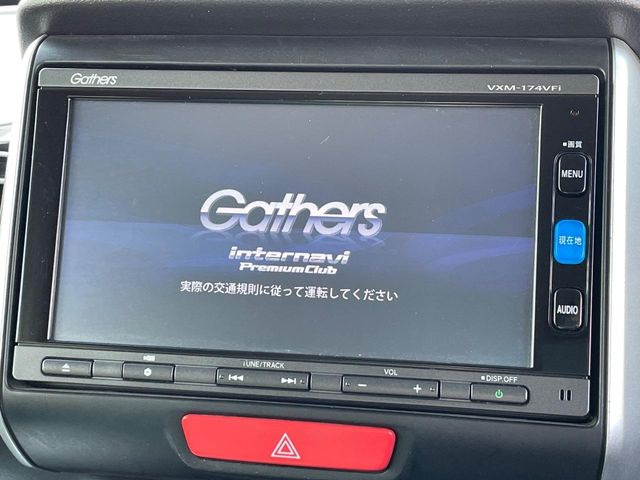 Gathers
VXM-174VFi
画質
MENU
現在地
AUDIO
Gathers
internavi
PremiumClub
実際の交通規則に従って運転してください
TUNE/TRACK
VOL
DISP OFF